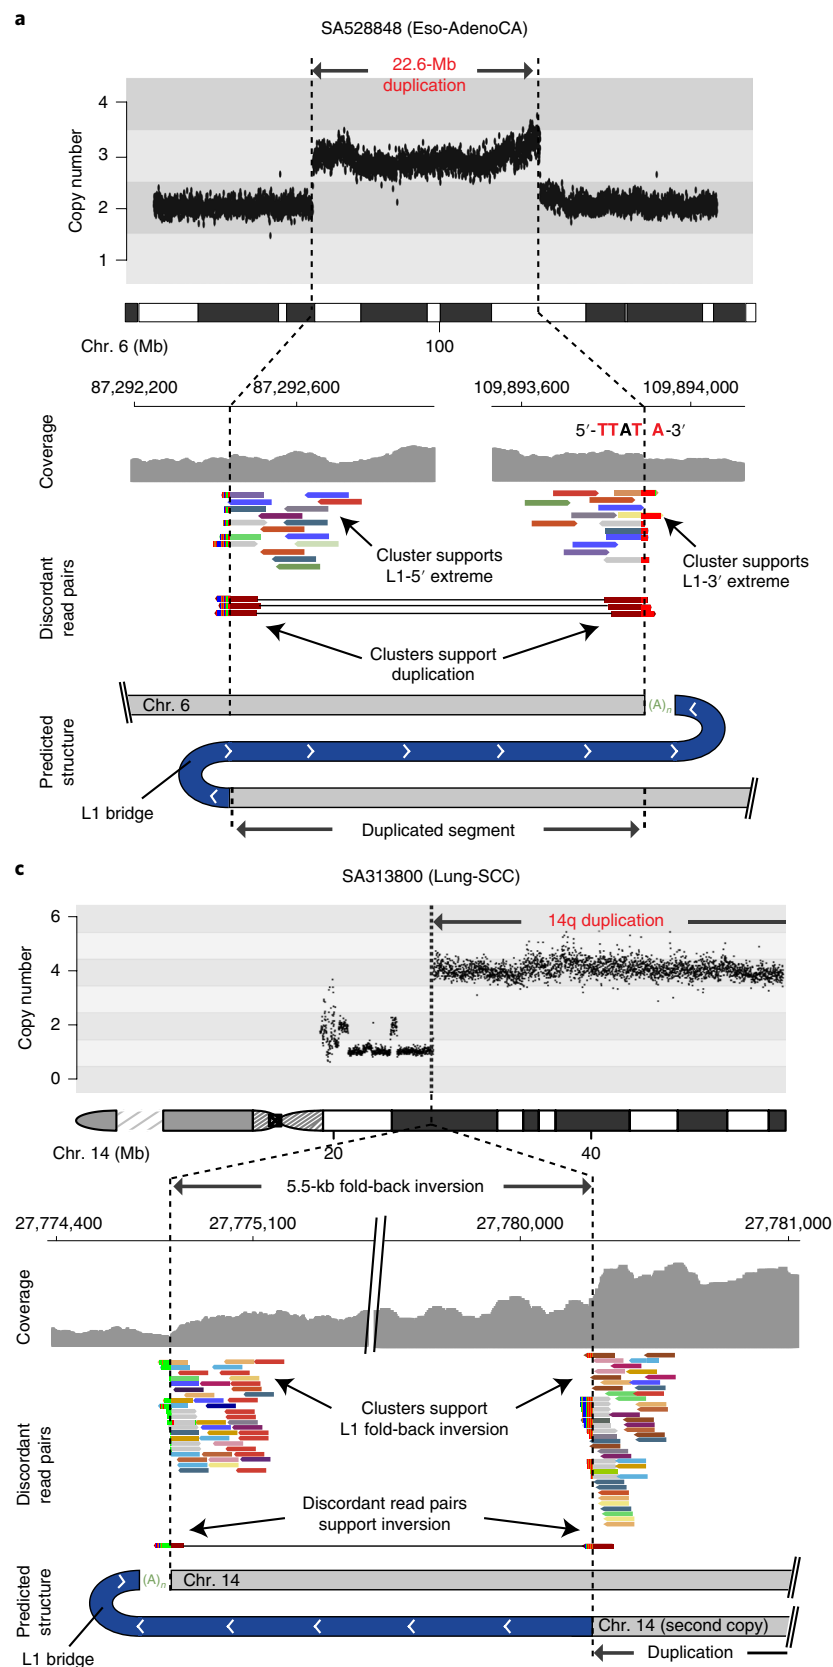 a
SA528848 (Eso-AdenoCA)
22.6-Mb
duplication
Copy number
4
3
2
1
Chr. 6 (Mb)
100
87,292,200
87,292,600
109,893,600
109,894,000
Coverage
5′-TTAT A-3′
Discordant
read pairs
Cluster supports
L1-5′ extreme
Cluster supports
L1-3′ extreme
Clusters support
duplication
Predicted
structure
Chr. 6
(A)n
L1 bridge
Duplicated segment
c
SA313800 (Lung-SCC)
Copy number
6
4
2
0
14q duplication
Chr. 14 (Mb)
20
40
5.5-kb fold-back inversion
27,774,400
27,775,100
27,780,000
27,781,000
Coverage
Discordant
read pairs
Clusters support
L1 fold-back inversion
Discordant read pairs
support inversion
Predicted
structure
(A)n
Chr. 14
Chr. 14 (second copy)
L1 bridge
Duplication